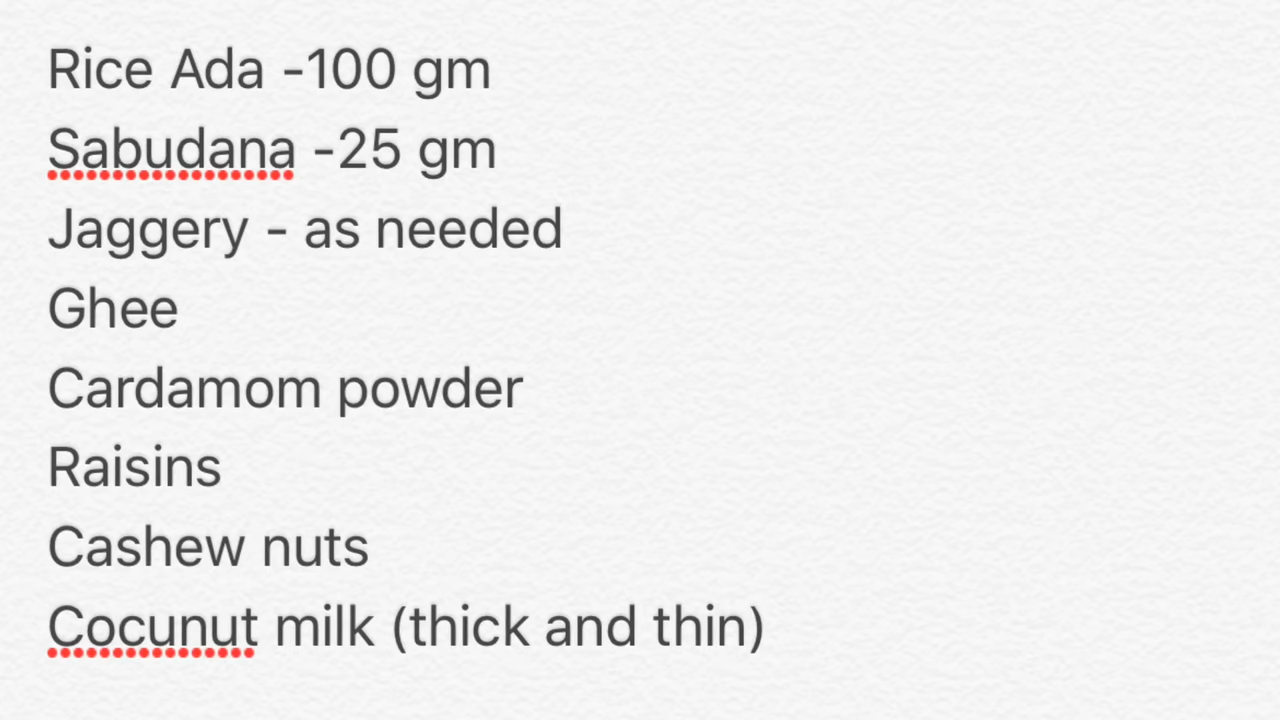 Rice Ada -100 gm
Sabudana -25 gm
Jaggery - as needed
Ghee
Cardamom powder
Raisins
Cashew nuts
Cocunut milk (thick and thin)